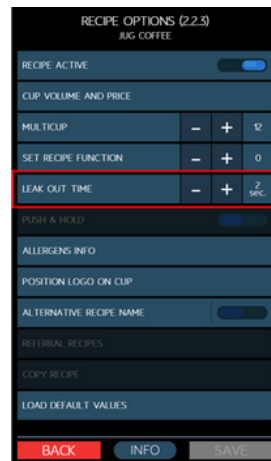 RECIPE OPTIONS (2.2.3)
JUG COFFEE
RECIPE ACTIVE
CUP VOLUME AND PRICE
MULTICUP - + 12
SET RECIPE FUNCTION - + 0
LEAK OUT TIME - + 2 sec.
PUSH & HOLD
ALLERGENS INFO
POSITION LOGO ON CUP
ALTERNATIVE RECIPE NAME
REFERRAL RECIPES
COPY RECIPE
LOAD DEFAULT VALUES
BACK INFO SAVE